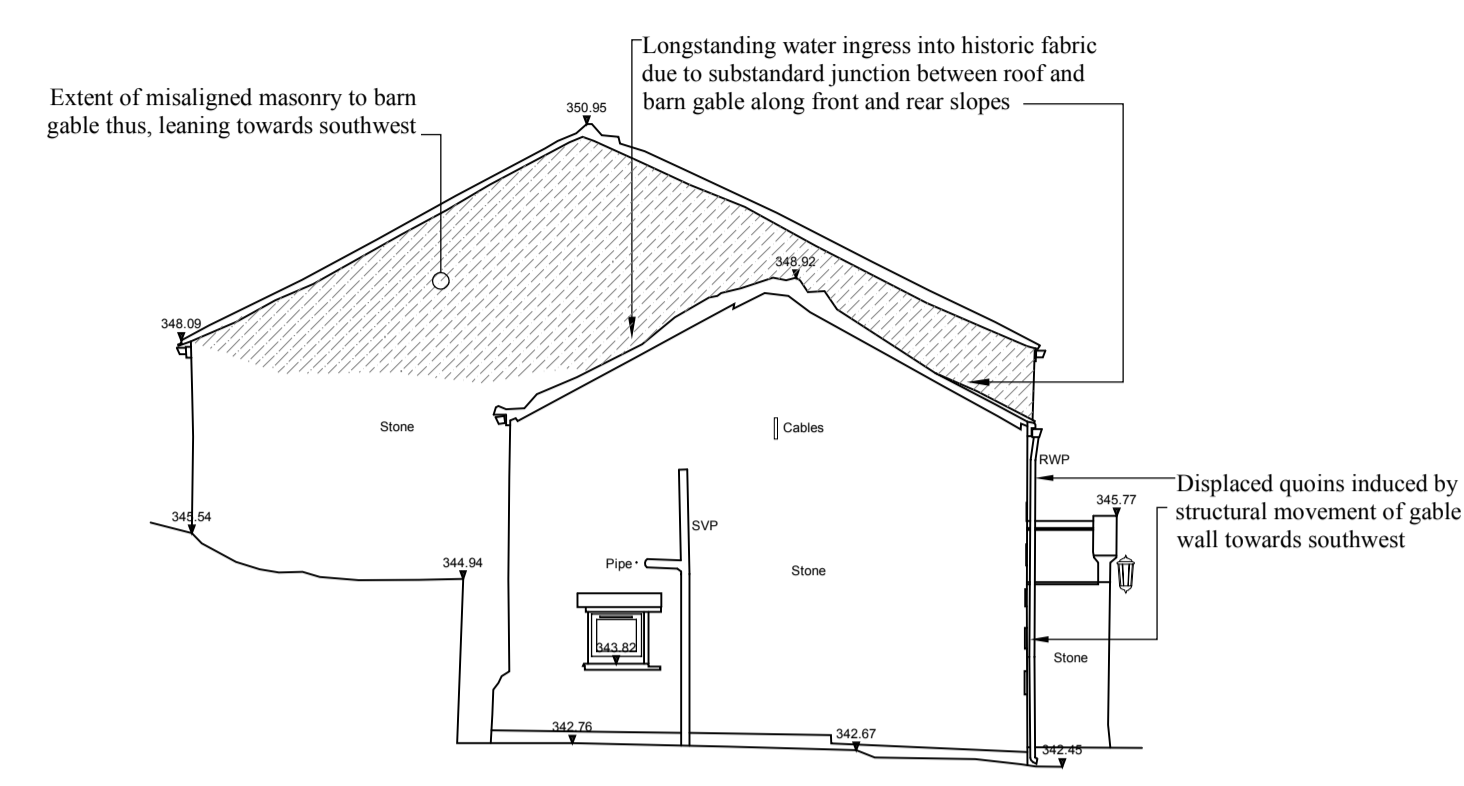 Longstanding water ingress into historic fabric
due to substandard junction between roof and
barn gable along front and rear slopes
Extent of misaligned masonry to barn
gable thus, leaning towards southwest
350.95
348.92
348.09
Stone
Cables
RWP
Displaced quoins induced by
structural movement of gable
wall towards southwest
345.77
345.54
SVP
344.94
Pipe
Stone
343.82
Stone
342.76
342.67
342.45